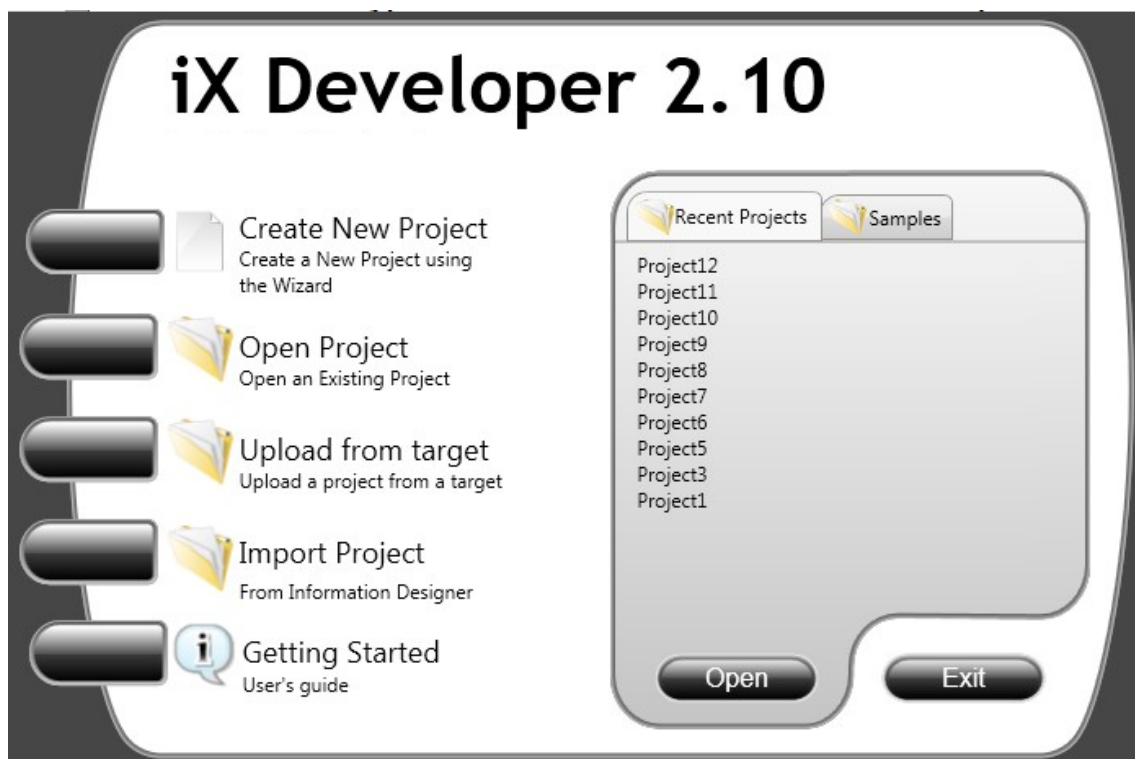 iX Developer 2.10
Create New Project
Create a New Project using
the Wizard
Open Project
Open an Existing Project
Upload from target
Upload a project from a target
Import Project
From Information Designer
Getting Started
User's guide
Recent Projects
Samples
Project12
Project11
Project10
Project9
Project8
Project7
Project6
Project5
Project3
Project1
Open
Exit